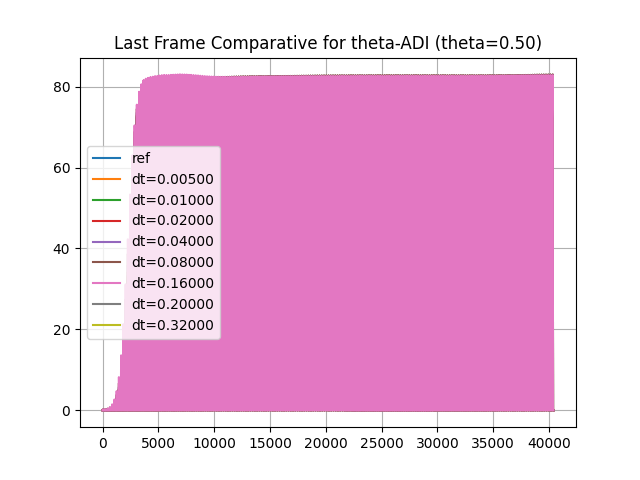 Last Frame Comparative for theta-ADI (theta=0.50)
80
60
40
20
0
ref
dt=0.00500
dt=0.01000
dt=0.02000
dt=0.04000
dt=0.08000
dt=0.16000
dt=0.20000
dt=0.32000
0 5000 10000 15000 20000 25000 30000 35000 40000